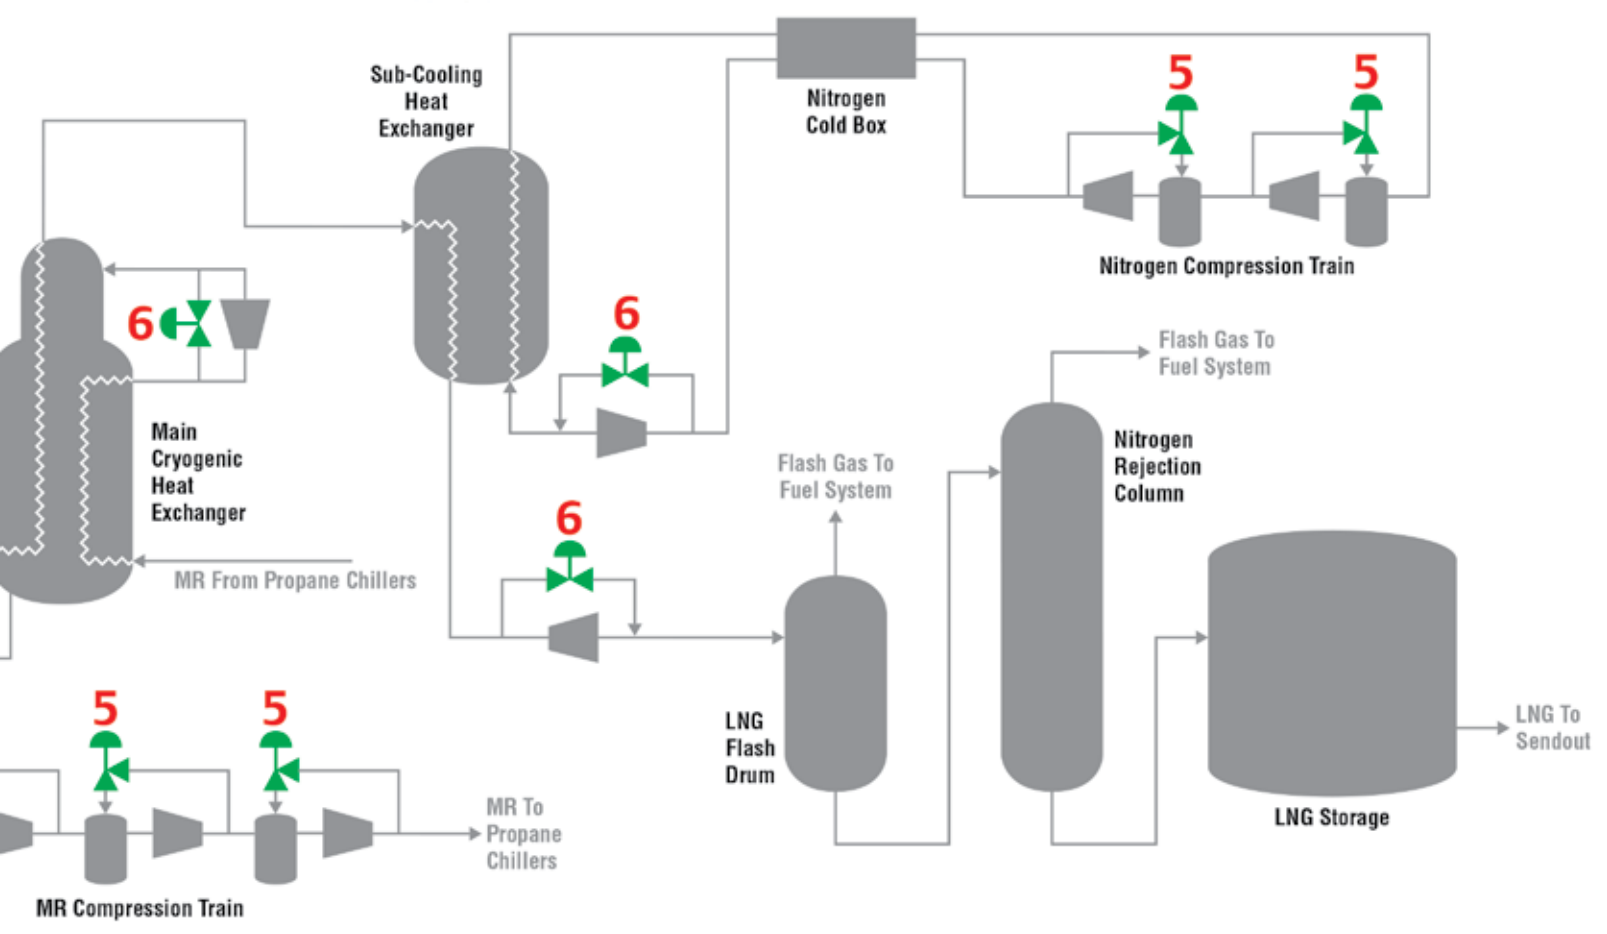 5
5
Sub-Cooling
Heat
Exchanger
Nitrogen
Cold Box
Nitrogen Compression Train
6
6
Flash Gas To
Fuel System
Main
Cryogenic
Heat
Exchanger
Nitrogen
Rejection
Column
Flash Gas To
Fuel System
6
MR From Propane Chillers
5
5
LNG
Flash
Drum
LNG To
Sendout
MR To
Propane
Chillers
LNG Storage
MR Compression Train